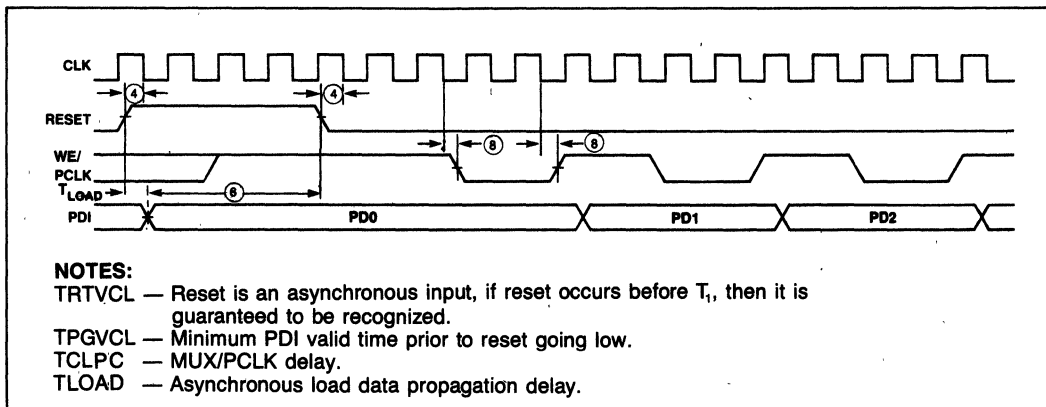 CLK
④ ④
RESET
⑧ ⑧
WE/
PCLK
TLOAD
⑥
PDI PD0 PD1 PD2
NOTES:
TRTVCL — Reset is an asynchronous input, if reset occurs before T₁, then it is
guaranteed to be recognized.
TPGVCL — Minimum PDI valid time prior to reset going low.
TCLPC — MUX/PCLK delay.
TLOAD — Asynchronous load data propagation delay.